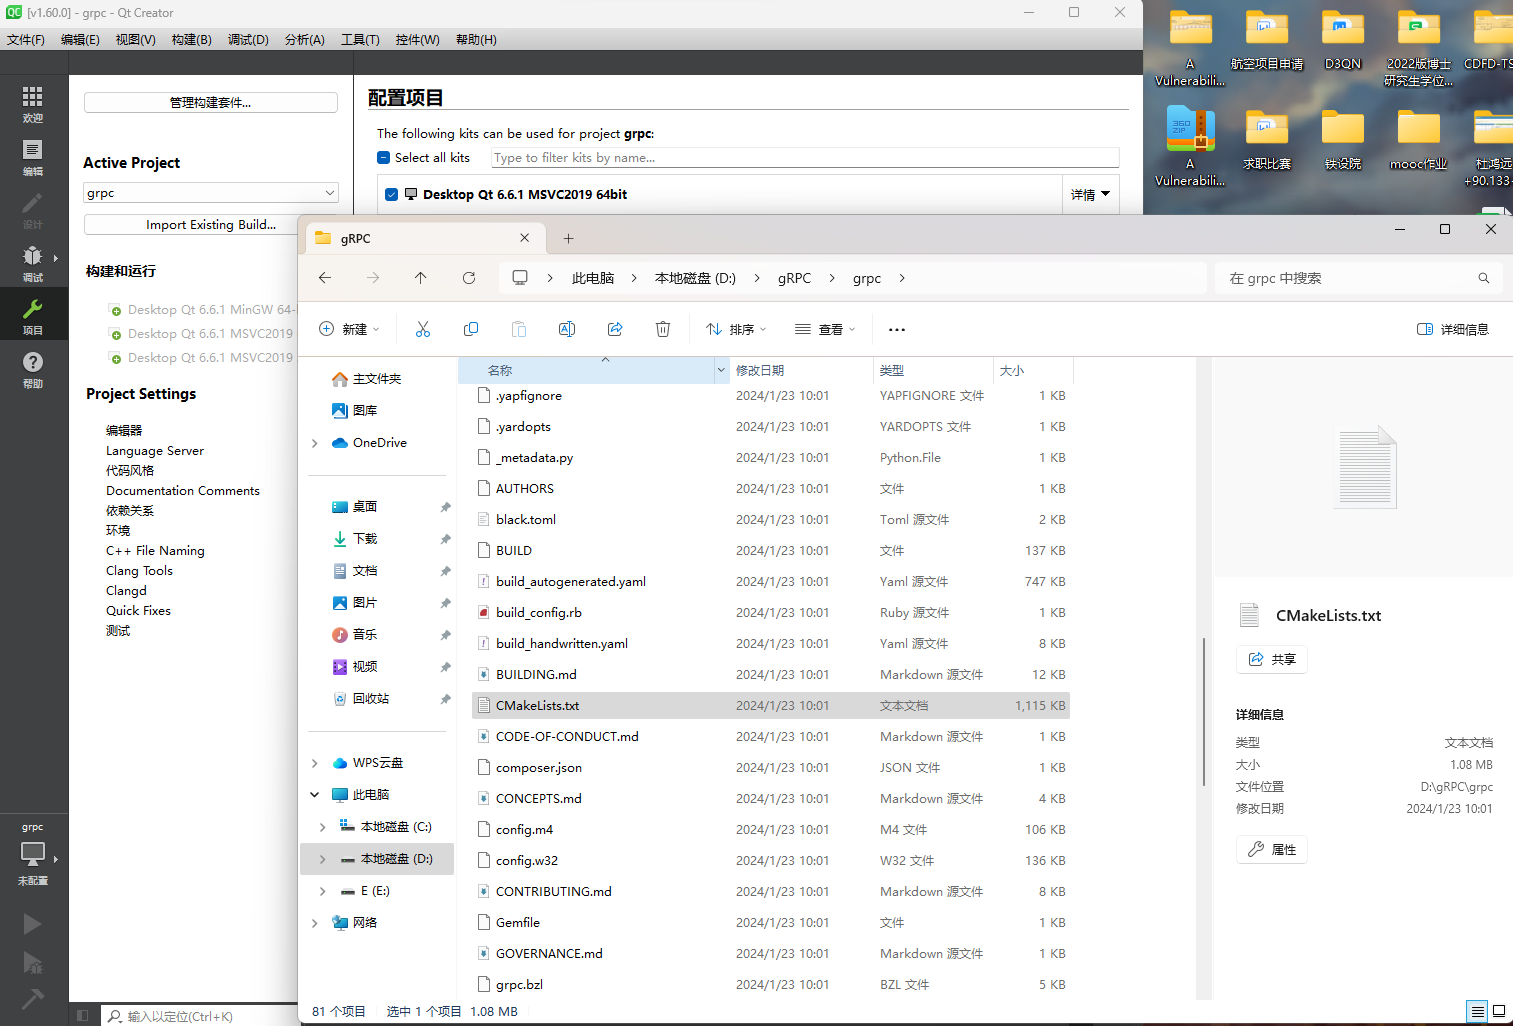 [v1.60.0] - grpc - Qt Creator
文件(F) 编辑(E) 视图(V) 构建(B) 调试(D) 分析(A) 工具(T) 控件(W) 帮助(H)
欢迎
编辑
设计
调试
项目
帮助
grpc
未配置
管理构建套件...
Active Project
grpc
Import Existing Build...
构建和运行
Desktop Qt 6.6.1 MinGW 64-
Desktop Qt 6.6.1 MSVC2019
Desktop Qt 6.6.1 MSVC2019
Project Settings
编辑器
Language Server
代码风格
Documentation Comments
依赖关系
环境
C++ File Naming
Clang Tools
Clangd
Quick Fixes
测试
输入以定位(Ctrl+K)
配置项目
The following kits can be used for project grpc:
Select all kits Type to filter kits by name...
Desktop Qt 6.6.1 MSVC2019 64bit 详情
A
Vulnerabili...
航空项目申请
D3QN
2022版博士
研究生学位...
CDFD-TS
360
ZIP
A
Vulnerabili...
求职比赛
铁设院
mooc作业
杜鸿远
+90.133-
gRPC
此电脑 本地磁盘 (D:) gRPC grpc
在 grpc 中搜索
新建 排序 查看 详细信息
主文件夹
图库
OneDrive
桌面
下载
文档
图片
音乐
视频
回收站
WPS云盘
此电脑
本地磁盘 (C:)
本地磁盘 (D:)
E (E:)
网络
名称 修改日期 类型 大小
.yapfignore 2024/1/23 10:01 YAPFIGNORE 文件 1 KB
.yardopts 2024/1/23 10:01 YARDOPTS 文件 1 KB
_metadata.py 2024/1/23 10:01 Python.File 1 KB
AUTHORS 2024/1/23 10:01 文件 1 KB
black.toml 2024/1/23 10:01 Toml 源文件 2 KB
BUILD 2024/1/23 10:01 文件 137 KB
build_autogenerated.yaml 2024/1/23 10:01 Yaml 源文件 747 KB
build_config.rb 2024/1/23 10:01 Ruby 源文件 1 KB
build_handwritten.yaml 2024/1/23 10:01 Yaml 源文件 8 KB
BUILDING.md 2024/1/23 10:01 Markdown 源文件 12 KB
CMakeLists.txt 2024/1/23 10:01 文本文档 1,115 KB
CODE-OF-CONDUCT.md 2024/1/23 10:01 Markdown 源文件 1 KB
composer.json 2024/1/23 10:01 JSON 文件 1 KB
CONCEPTS.md 2024/1/23 10:01 Markdown 源文件 4 KB
config.m4 2024/1/23 10:01 M4 文件 106 KB
config.w32 2024/1/23 10:01 W32 文件 136 KB
CONTRIBUTING.md 2024/1/23 10:01 Markdown 源文件 8 KB
Gemfile 2024/1/23 10:01 文件 1 KB
GOVERNANCE.md 2024/1/23 10:01 Markdown 源文件 1 KB
grpc.bzl 2024/1/23 10:01 BZL 文件 5 KB
CMakeLists.txt
共享
详细信息
类型 文本文档
大小 1.08 MB
文件位置 D:\gRPC\grpc
修改日期 2024/1/23 10:01
属性
81 个项目 选中 1 个项目 1.08 MB